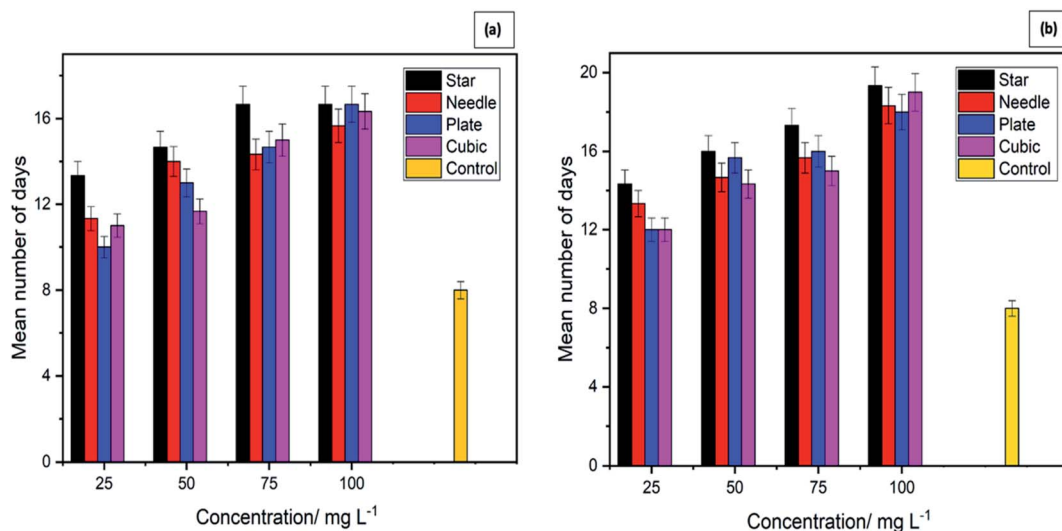 (a)
Mean number of days
16
12
8
4
0
25 50 75 100
Concentration/ mg L⁻¹
Star
Needle
Plate
Cubic
Control
(b)
Mean number of days
20
16
12
8
4
0
25 50 75 100
Concentration/ mg L⁻¹
Star
Needle
Plate
Cubic
Control